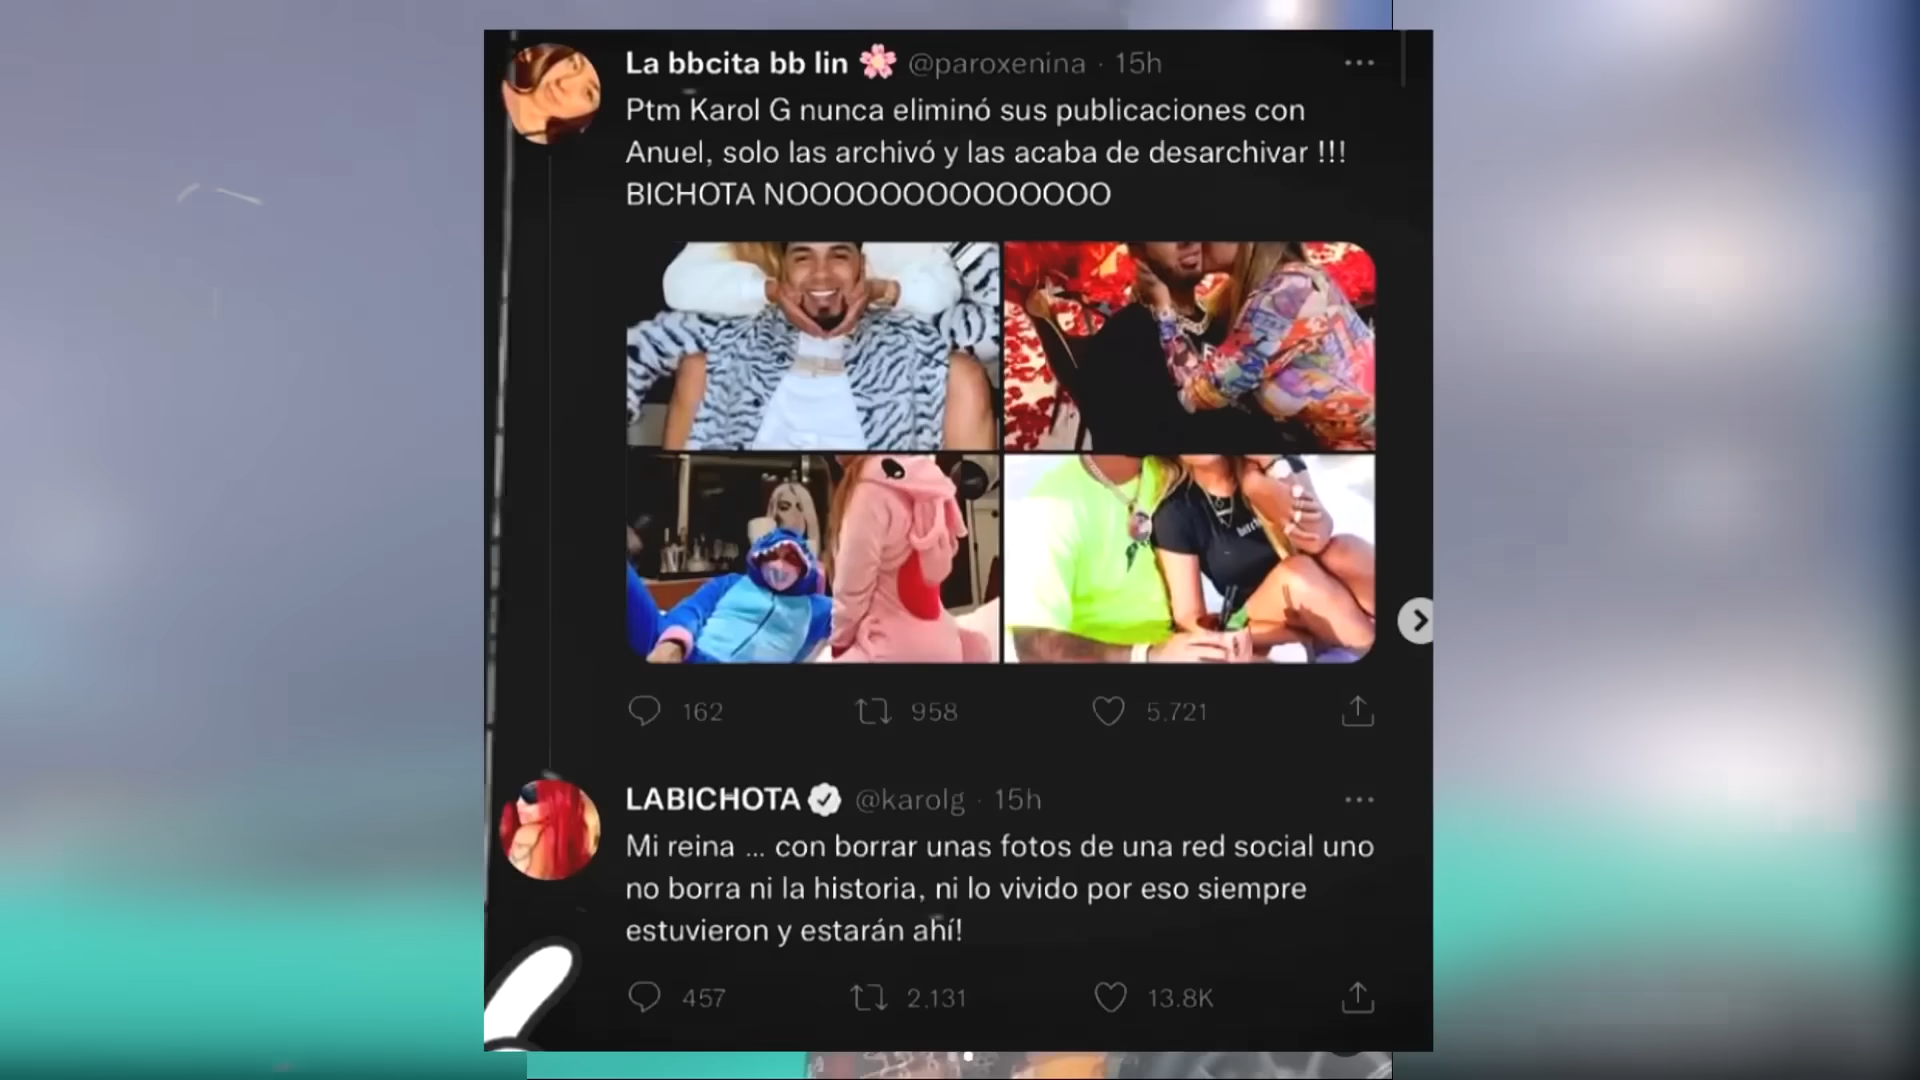 La bbcita bb lin 🌸 @paroxenina · 15h
Ptm Karol G nunca eliminó sus publicaciones con
Anuel, solo las archivó y las acaba de desarchivar !!!
BICHOTA NOOOOOOOOOOOOOOO
162 958 5.721
LABICHOTA @karolg · 15h
Mi reina ... con borrar unas fotos de una red social uno
no borra ni la historia, ni lo vivido por eso siempre
estuvieron y estarán ahí!
457 2,131 13.8K